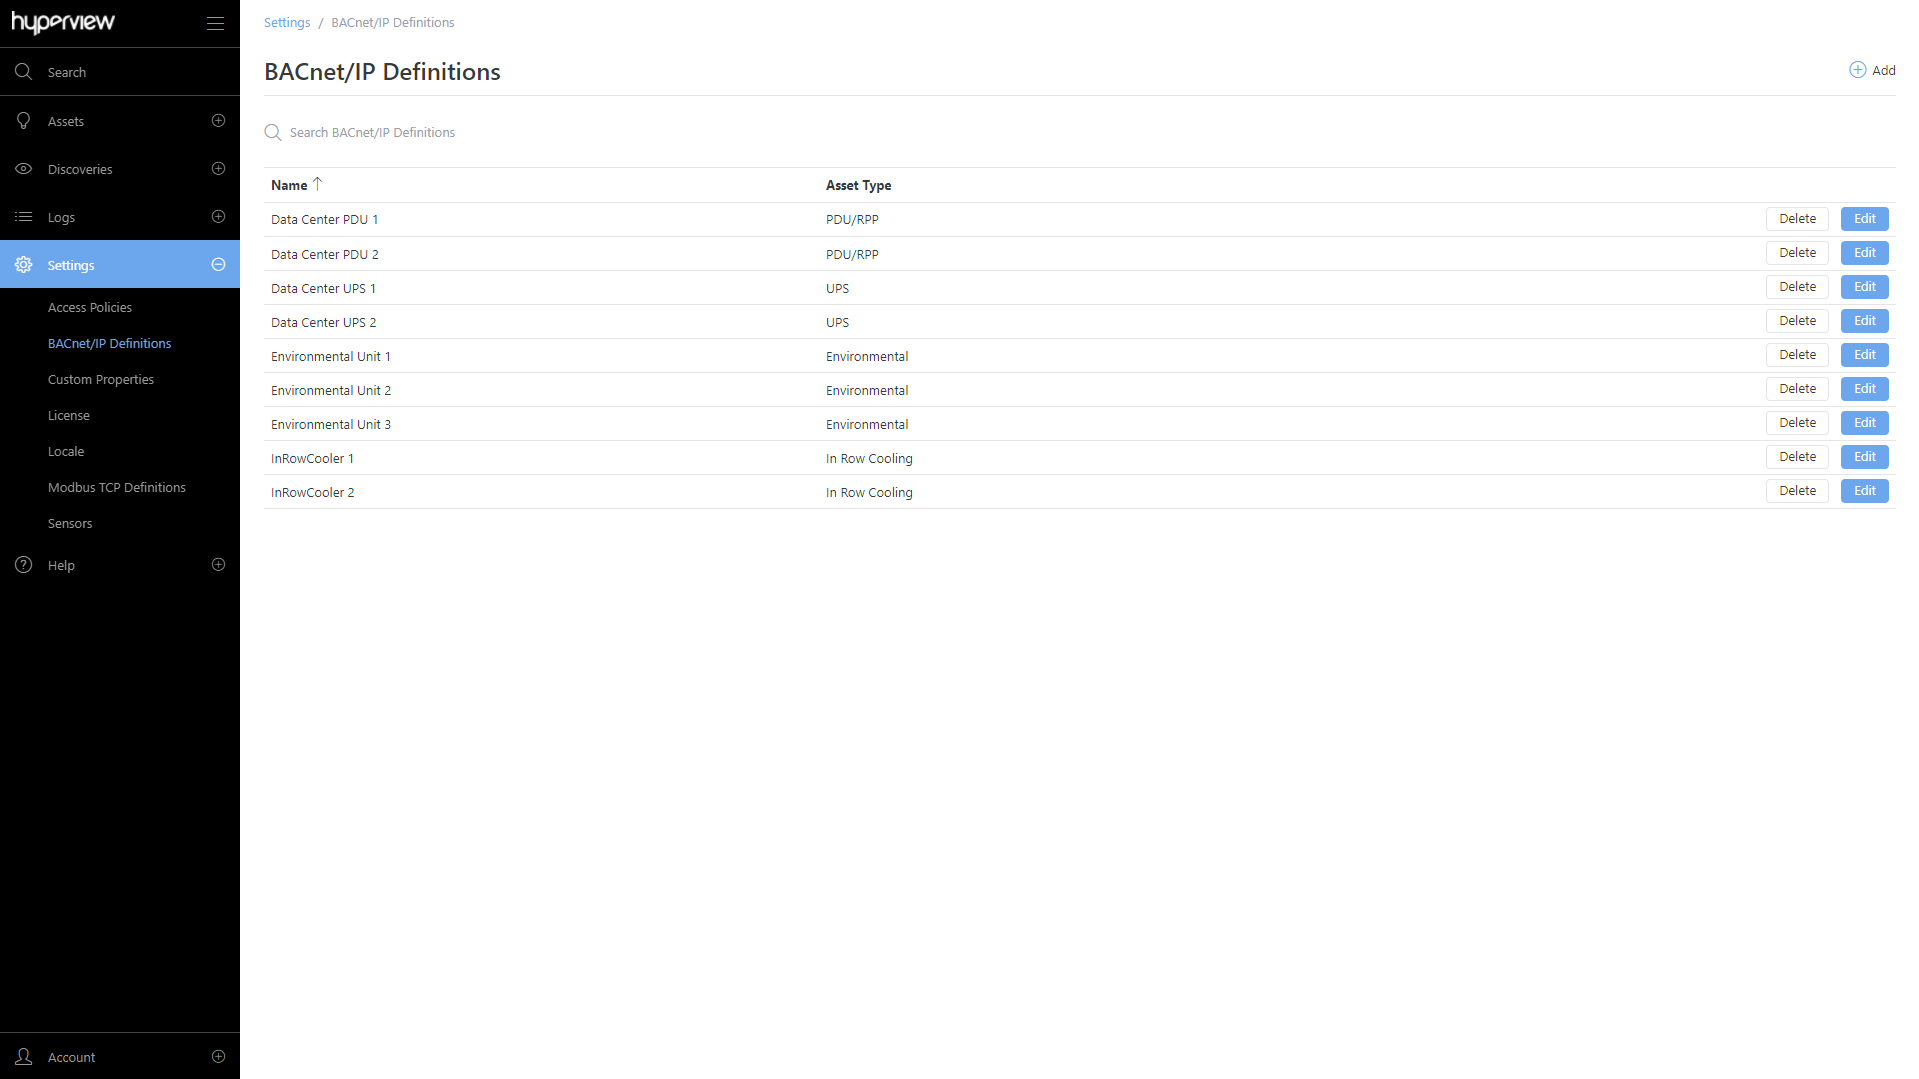 hyperview
Search
Assets
Discoveries
Logs
Settings
Access Policies
BACnet/IP Definitions
Custom Properties
License
Locale
Modbus TCP Definitions
Sensors
Help
Account
Settings / BACnet/IP Definitions
BACnet/IP Definitions
Add
Search BACnet/IP Definitions
Name Asset Type
Data Center PDU 1 PDU/RPP Delete Edit
Data Center PDU 2 PDU/RPP Delete Edit
Data Center UPS 1 UPS Delete Edit
Data Center UPS 2 UPS Delete Edit
Environmental Unit 1 Environmental Delete Edit
Environmental Unit 2 Environmental Delete Edit
Environmental Unit 3 Environmental Delete Edit
InRowCooler 1 In Row Cooling Delete Edit
InRowCooler 2 In Row Cooling Delete Edit